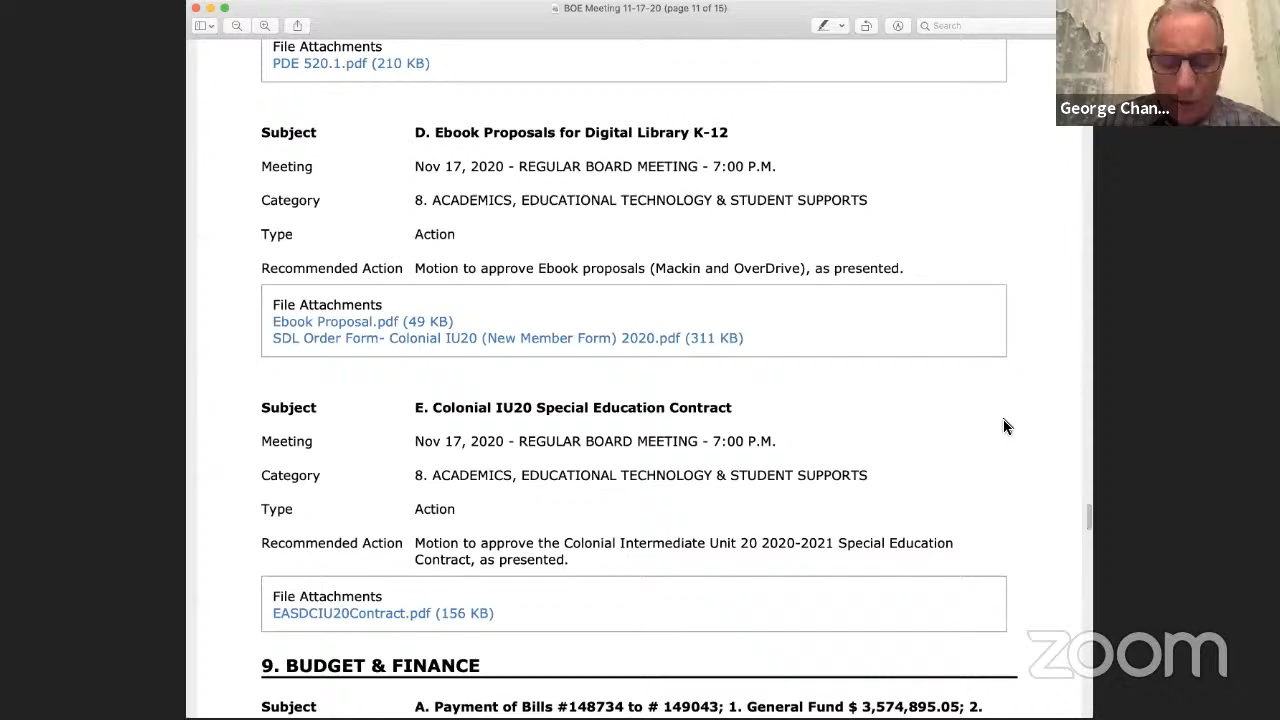 BOE Meeting 11-17-20 (page 11 of 15)
Search
George Chan...
File Attachments
PDE 520.1.pdf (210 KB)
Subject D. Ebook Proposals for Digital Library K-12
Meeting Nov 17, 2020 - REGULAR BOARD MEETING - 7:00 P.M.
Category 8. ACADEMICS, EDUCATIONAL TECHNOLOGY & STUDENT SUPPORTS
Type Action
Recommended Action Motion to approve Ebook proposals (Mackin and OverDrive), as presented.
File Attachments
Ebook Proposal.pdf (49 KB)
SDL Order Form- Colonial IU20 (New Member Form) 2020.pdf (311 KB)
Subject E. Colonial IU20 Special Education Contract
Meeting Nov 17, 2020 - REGULAR BOARD MEETING - 7:00 P.M.
Category 8. ACADEMICS, EDUCATIONAL TECHNOLOGY & STUDENT SUPPORTS
Type Action
Recommended Action Motion to approve the Colonial Intermediate Unit 20 2020-2021 Special Education
Contract, as presented.
File Attachments
EASDCIU20Contract.pdf (156 KB)
9. BUDGET & FINANCE
Subject A. Payment of Bills #148734 to # 149043; 1. General Fund $ 3,574,895.05; 2.
zoom